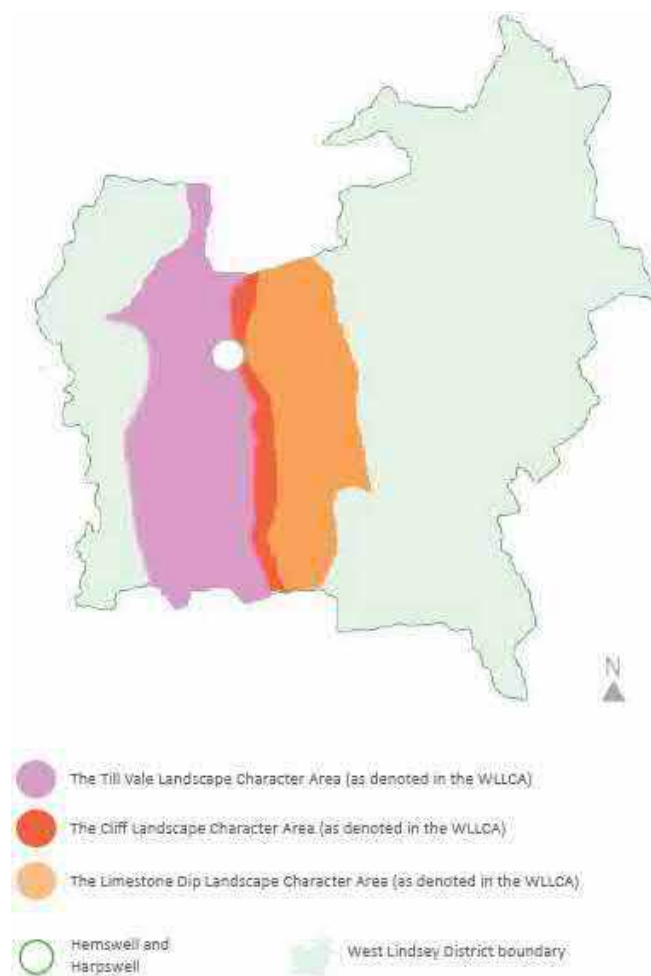 N
The Till Vale Landscape Character Area (as denoted in the WLLCA)
The Cliff Landscape Character Area (as denoted in the WLLCA)
The Limestone Dip Landscape Character Area (as denoted in the WLLCA)
Hemswell and
Harpswell
West Lindsey District boundary